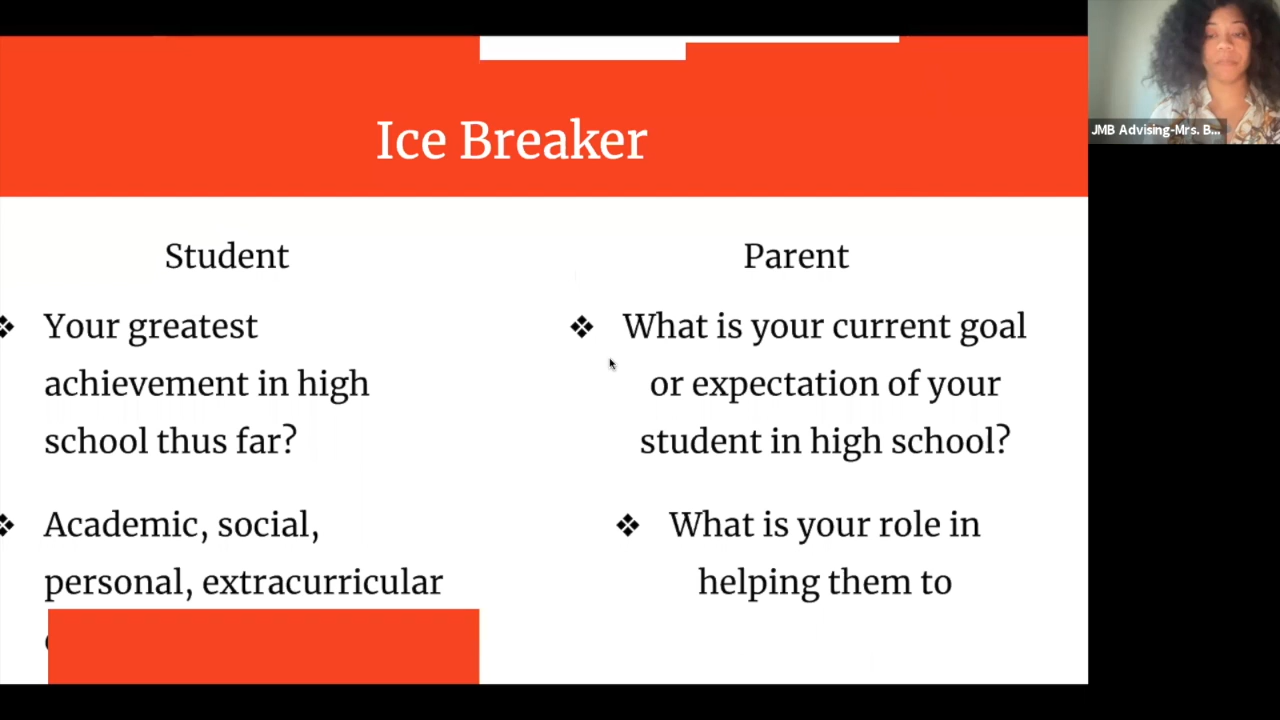 Ice Breaker
JMB Advising-Mrs. B...
Student
❖ Your greatest
achievement in high
school thus far?
❖ Academic, social,
personal, extracurricular
Parent
❖ What is your current goal
or expectation of your
student in high school?
❖ What is your role in
helping them to